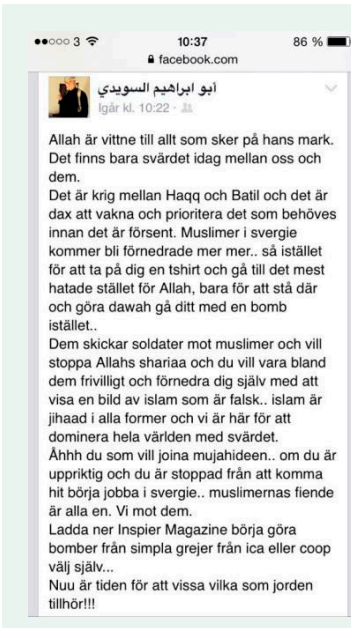 3 10:37 86 %
facebook.com
أبو ابراهيم السويدي
Igår kl. 10:22 ·
Allah är vittne till allt som sker på hans mark.
Det finns bara svärdet idag mellan oss och
dem.
Det är krig mellan Haqq och Batil och det är
dax att vakna och prioritera det som behöves
innan det är försent. Muslimer i svergie
kommer bli förnedrade mer mer.. så istället
för att ta på dig en tshirt och gå till det mest
hatade stället för Allah, bara för att stå där
och göra dawah gå ditt med en bomb
istället..
Dem skickar soldater mot muslimer och vill
stoppa Allahs shariaa och du vill vara bland
dem frivilligt och förnedra dig själv med att
visa en bild av islam som är falsk.. islam är
jihaad i alla former och vi är här för att
dominera hela världen med svärdet.
Åhhh du som vill joina mujahideen.. om du är
uppriktig och du är stoppad från att komma
hit börja jobba i svergie.. muslimernas fiende
är alla en. Vi mot dem.
Ladda ner Inspier Magazine börja göra
bomber från simpla grejer från ica eller coop
välj själv...
Nuu är tiden för att vissa vilka som jorden
tillhör!!!